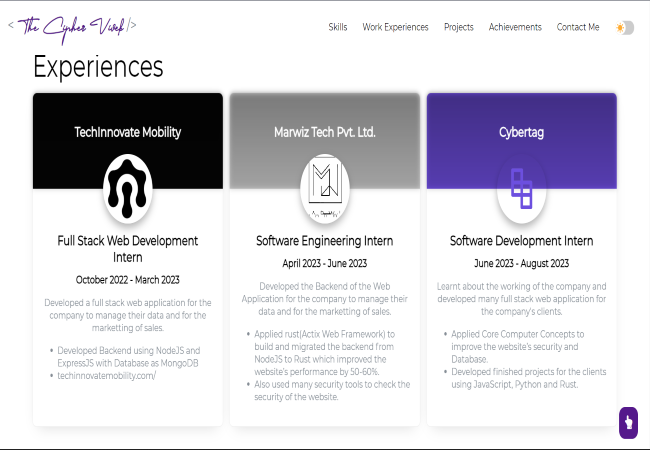 < The Cipher Vivek />
Skills Work Experiences Projects Achievements Contact Me
Experiences
TechInnovate Mobility
Full Stack Web Development
Intern
October 2022 - March 2023
Developed a full stack web application for the
company to manage their data and for the
marketting of sales.
• Developed Backend using NodeJS and
ExpressJS with Database as MongoDB
• techinnovatemobility.com/
Marwiz Tech Pvt. Ltd.
Software Engineering Intern
April 2023 - June 2023
Developed the Backend of the Web
Application for the company to manage their
data and for the marketting of sales.
• Applied rust(Actix Web Framework) to
build and migrated the backend from
NodeJS to Rust which improved the
website's performance by 50-60%.
• Also used many security tools to check the
security of the website.
Cybertag
Software Development Intern
June 2023 - August 2023
Learnt about the working of the company and
developed many full stack web application for
the company's clients.
• Applied Core Computer Concepts to
improve the website's security and
Database.
• Developed finished projects for the clients
using JavaScript, Python and Rust.